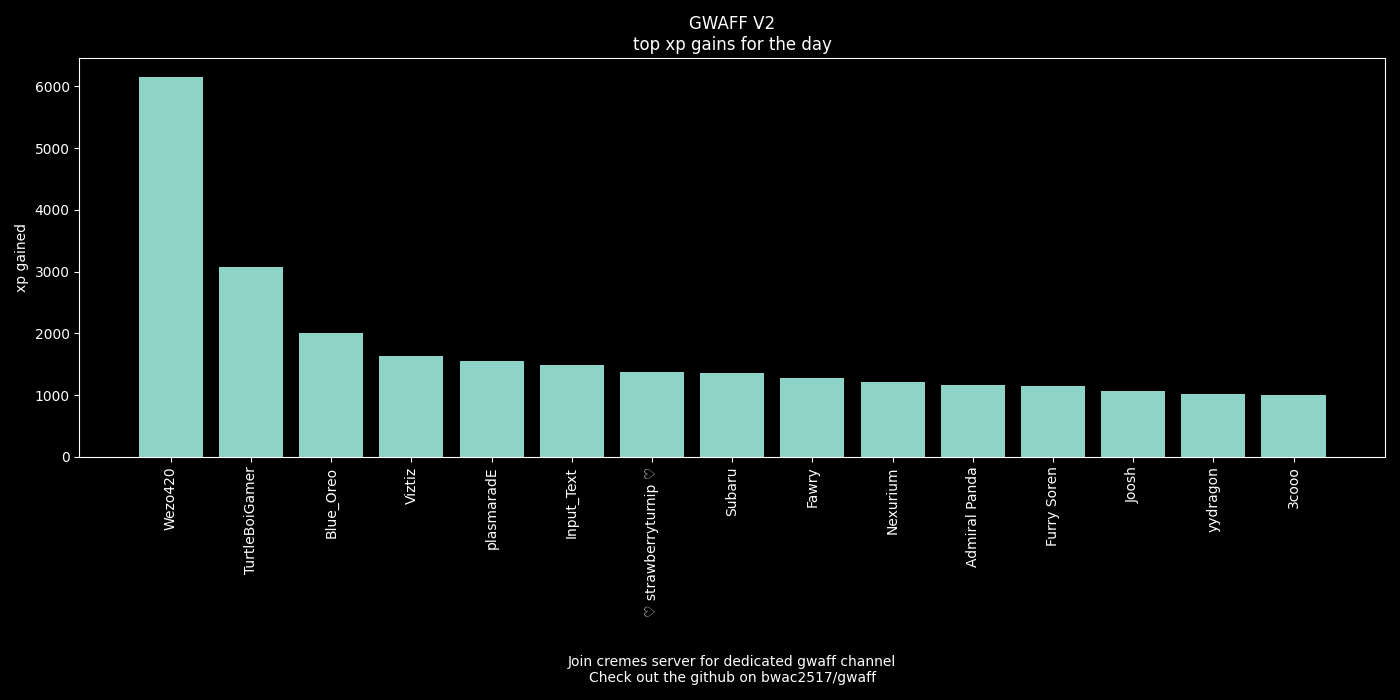 GWAFF V2
top xp gains for the day
xp gained
6000
5000
4000
3000
2000
1000
0
Wezo420
TurtleBoiGamer
Blue_Oreo
Viztiz
plasmaradE
Input_Text
♡ strawberryturnip ♡
Subaru
Fawry
Nexurium
Admiral Panda
Furry Soren
Joosh
yydragon
3cooo
Join cremes server for dedicated gwaff channel
Check out the github on bwac2517/gwaff